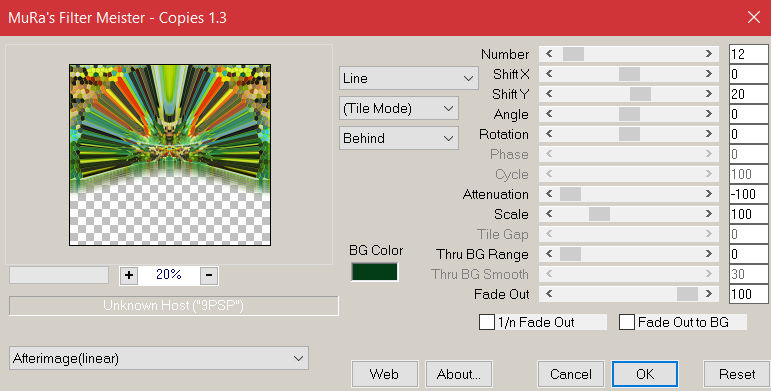 MuRa's Filter Meister - Copies 1.3
Line
(Tile Mode)
Behind
BG Color
Number 12
Shift X 0
Shift Y 20
Angle 0
Rotation 0
Phase 0
Cycle 100
Attenuation -100
Scale 100
Tile Gap 0
Thru BG Range 0
Thru BG Smooth 30
Fade Out 100
+ 20% -
Unknown Host ("9PSP")
1/n Fade Out Fade Out to BG
Afterimage(linear)
Web About... Cancel OK Reset